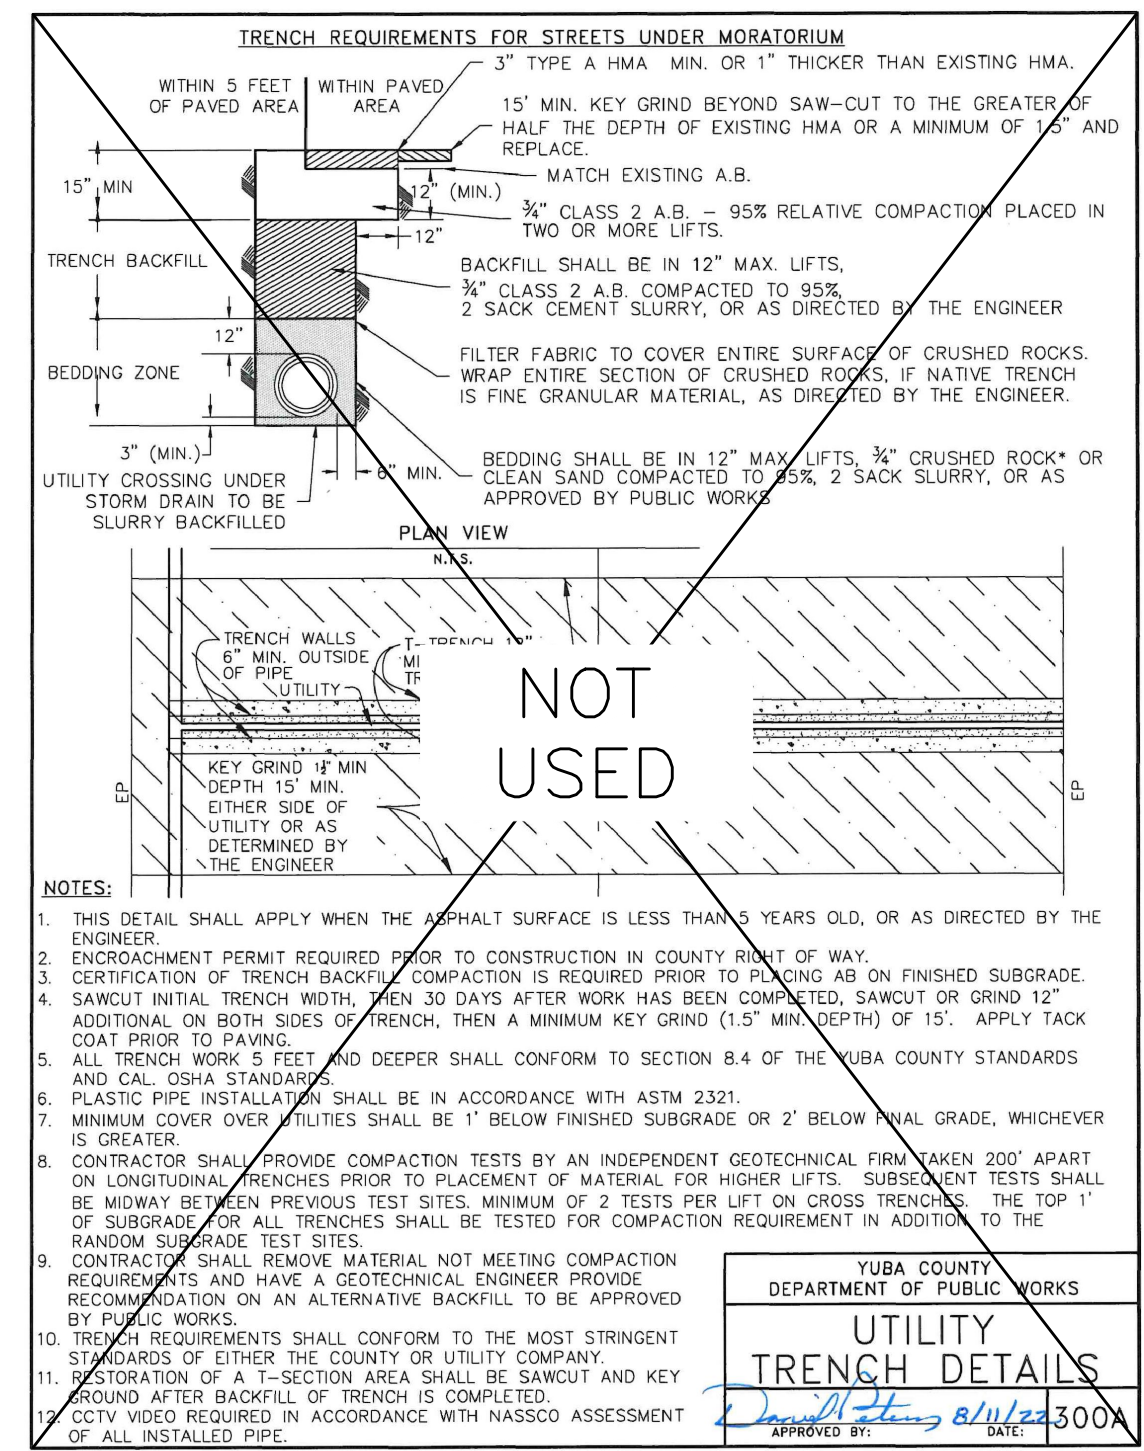 TRENCH REQUIREMENTS FOR STREETS UNDER MORATORIUM
3" TYPE A HMA MIN. OR 1" THICKER THAN EXISTING HMA.
WITHIN 5 FEET
OF PAVED AREA
WITHIN PAVED
AREA
15' MIN. KEY GRIND BEYOND SAW-CUT TO THE GREATER OF
HALF THE DEPTH OF EXISTING HMA OR A MINIMUM OF 1.5" AND
REPLACE.
MATCH EXISTING A.B.
15" MIN
12" (MIN.)
¾" CLASS 2 A.B. – 95% RELATIVE COMPACTION PLACED IN
TWO OR MORE LIFTS.
12"
TRENCH BACKFILL
BACKFILL SHALL BE IN 12" MAX. LIFTS,
¾" CLASS 2 A.B. COMPACTED TO 95%,
2 SACK CEMENT SLURRY, OR AS DIRECTED BY THE ENGINEER
12"
BEDDING ZONE
FILTER FABRIC TO COVER ENTIRE SURFACE OF CRUSHED ROCKS.
WRAP ENTIRE SECTION OF CRUSHED ROCKS, IF NATIVE TRENCH
IS FINE GRANULAR MATERIAL, AS DIRECTED BY THE ENGINEER.
3" (MIN.)
6" MIN.
UTILITY CROSSING UNDER
STORM DRAIN TO BE
SLURRY BACKFILLED
BEDDING SHALL BE IN 12" MAX. LIFTS, ¾" CRUSHED ROCK* OR
CLEAN SAND COMPACTED TO 95%, 2 SACK SLURRY, OR AS
APPROVED BY PUBLIC WORKS
PLAN VIEW
N.T.S.
TRENCH WALLS
6" MIN. OUTSIDE
OF PIPE
UTILITY
T-TRENCH 12"
MI
TR
NOT
USED
KEY GRIND 1½" MIN
DEPTH 15' MIN.
EITHER SIDE OF
UTILITY OR AS
DETERMINED BY
THE ENGINEER
EP
EP
NOTES:
1. THIS DETAIL SHALL APPLY WHEN THE ASPHALT SURFACE IS LESS THAN 5 YEARS OLD, OR AS DIRECTED BY THE
ENGINEER.
2. ENCROACHMENT PERMIT REQUIRED PRIOR TO CONSTRUCTION IN COUNTY RIGHT OF WAY.
3. CERTIFICATION OF TRENCH BACKFILL COMPACTION IS REQUIRED PRIOR TO PLACING AB ON FINISHED SUBGRADE.
4. SAWCUT INITIAL TRENCH WIDTH, THEN 30 DAYS AFTER WORK HAS BEEN COMPLETED, SAWCUT OR GRIND 12"
ADDITIONAL ON BOTH SIDES OF TRENCH, THEN A MINIMUM KEY GRIND (1.5" MIN. DEPTH) OF 15'. APPLY TACK
COAT PRIOR TO PAVING.
5. ALL TRENCH WORK 5 FEET AND DEEPER SHALL CONFORM TO SECTION 8.4 OF THE YUBA COUNTY STANDARDS
AND CAL. OSHA STANDARDS.
6. PLASTIC PIPE INSTALLATION SHALL BE IN ACCORDANCE WITH ASTM 2321.
7. MINIMUM COVER OVER UTILITIES SHALL BE 1' BELOW FINISHED SUBGRADE OR 2' BELOW FINAL GRADE, WHICHEVER
IS GREATER.
8. CONTRACTOR SHALL PROVIDE COMPACTION TESTS BY AN INDEPENDENT GEOTECHNICAL FIRM TAKEN 200' APART
ON LONGITUDINAL TRENCHES PRIOR TO PLACEMENT OF MATERIAL FOR HIGHER LIFTS. SUBSEQUENT TESTS SHALL
BE MIDWAY BETWEEN PREVIOUS TEST SITES. MINIMUM OF 2 TESTS PER LIFT ON CROSS TRENCHES. THE TOP 1'
OF SUBGRADE FOR ALL TRENCHES SHALL BE TESTED FOR COMPACTION REQUIREMENT IN ADDITION TO THE
RANDOM SUBGRADE TEST SITES.
9. CONTRACTOR SHALL REMOVE MATERIAL NOT MEETING COMPACTION
REQUIREMENTS AND HAVE A GEOTECHNICAL ENGINEER PROVIDE
RECOMMENDATION ON AN ALTERNATIVE BACKFILL TO BE APPROVED
BY PUBLIC WORKS.
10. TRENCH REQUIREMENTS SHALL CONFORM TO THE MOST STRINGENT
STANDARDS OF EITHER THE COUNTY OR UTILITY COMPANY.
11. RESTORATION OF A T-SECTION AREA SHALL BE SAWCUT AND KEY
GROUND AFTER BACKFILL OF TRENCH IS COMPLETED.
12. CCTV VIDEO REQUIRED IN ACCORDANCE WITH NASSCO ASSESSMENT
OF ALL INSTALLED PIPE.
YUBA COUNTY
DEPARTMENT OF PUBLIC WORKS
UTILITY
TRENCH DETAILS
Daniel Peterson 8/11/22
APPROVED BY: DATE:
300A